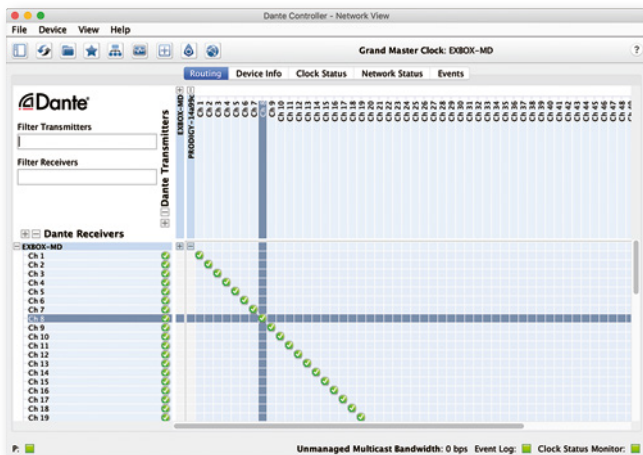 Dante Controller - Network View
File Device View Help
Grand Master Clock: EXBOX-MD
?
Routing Device Info Clock Status Network Status Events
Dante®
Filter Transmitters
Filter Receivers
Dante Transmitters
EXBOX-MD
Ch 1
Ch 2
Ch 3
Ch 4
Ch 5
Ch 6
Ch 7
Ch 8
Ch 9
Ch 10
Ch 11
Ch 12
Ch 13
Ch 14
Ch 15
Ch 16
Ch 17
Ch 18
Ch 19
Ch 20
Ch 21
Ch 22
Ch 23
Ch 24
Ch 25
Ch 26
Ch 27
Ch 28
Ch 29
Ch 30
Ch 31
Ch 32
Ch 33
Ch 34
Ch 35
Ch 36
Ch 37
Ch 38
Ch 39
Ch 40
Ch 41
Ch 42
Ch 43
Ch 44
Ch 45
Ch 46
Ch 47
Ch 48
Dante Receivers
EXBOX-MD
Ch 1
Ch 2
Ch 3
Ch 4
Ch 5
Ch 6
Ch 7
Ch 8
Ch 9
Ch 10
Ch 11
Ch 12
Ch 13
Ch 14
Ch 15
Ch 16
Ch 17
Ch 18
Ch 19
P: Unmanaged Multicast Bandwidth: 0 bps Event Log: Clock Status Monitor: